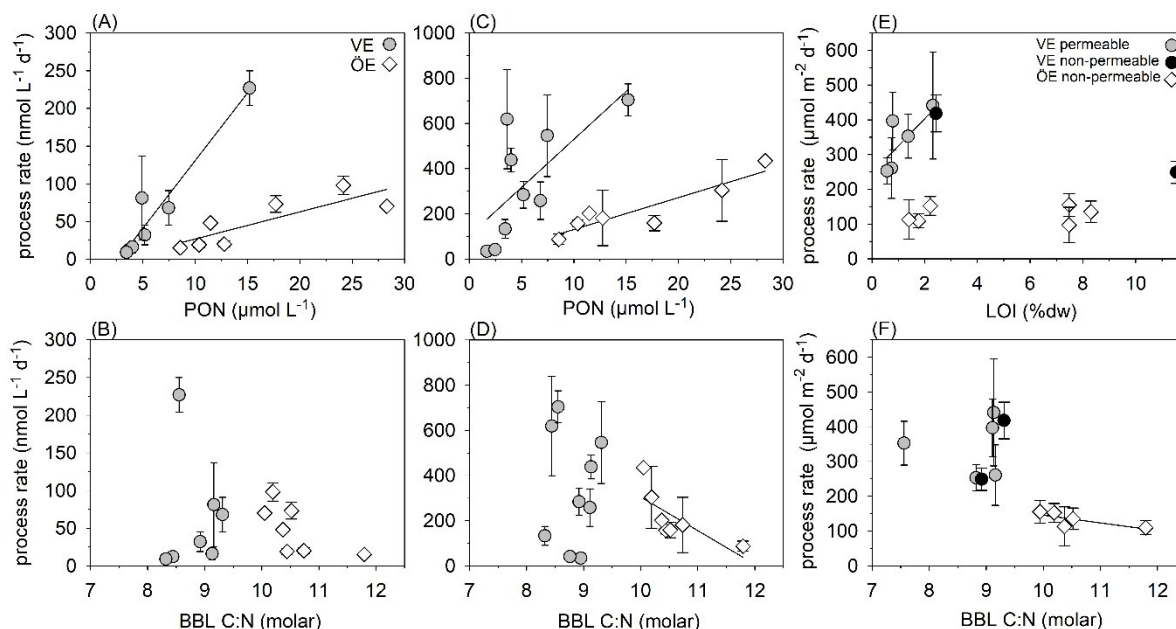 (A)
process rate (nmol L⁻¹ d⁻¹)
300
250
200
150
100
50
0
VE
ÖE
0 5 10 15 20 25 30
PON (µmol L⁻¹)
(C)
1000
800
600
400
200
0
0 5 10 15 20 25 30
PON (µmol L⁻¹)
(E)
process rate (µmol m⁻² d⁻¹)
600
500
400
300
200
100
0
VE permeable
VE non-permeable
ÖE non-permeable
0 2 4 6 8 10 12
LOI (%dw)
(B)
process rate (nmol L⁻¹ d⁻¹)
300
250
200
150
100
50
0
7 8 9 10 11 12 13
BBL C:N (molar)
(D)
1000
800
600
400
200
0
7 8 9 10 11 12 13
BBL C:N (molar)
(F)
process rate (µmol m⁻² d⁻¹)
600
500
400
300
200
100
0
7 8 9 10 11 12
BBL C:N (molar)